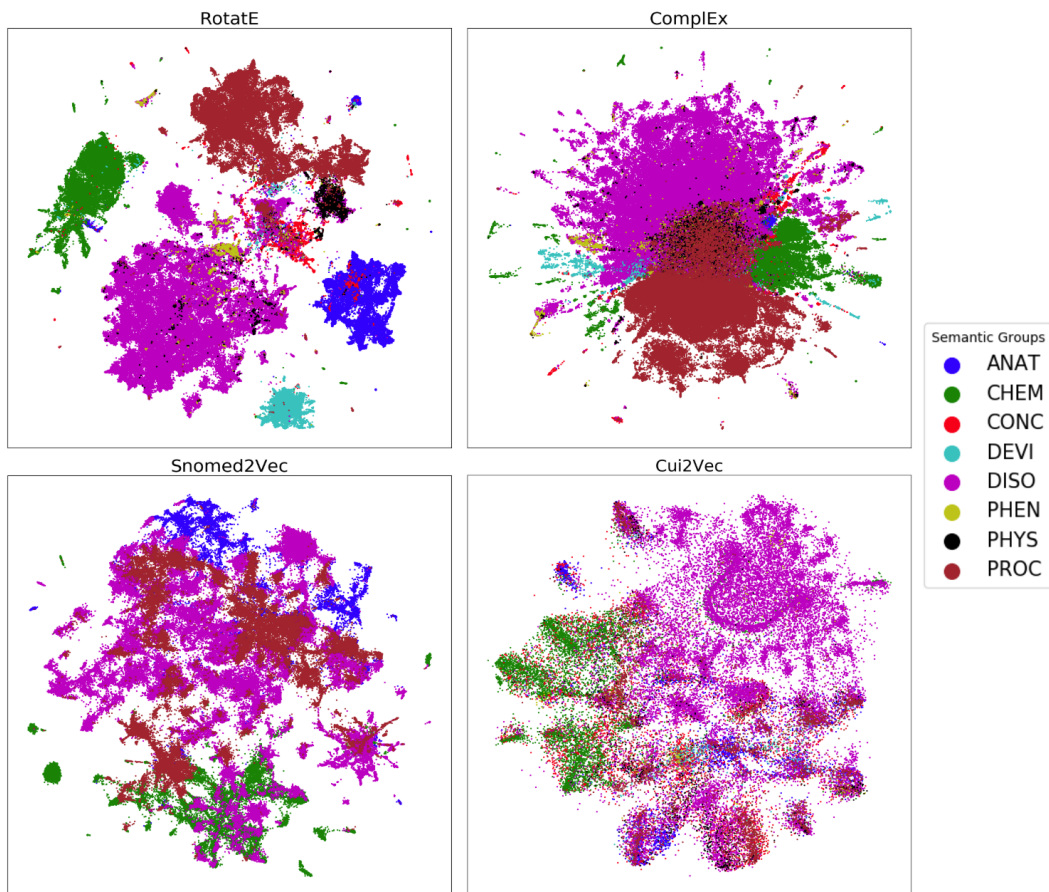 RotatE
ComplEx
Snomed2Vec
Cui2Vec
Semantic Groups
ANAT
CHEM
CONC
DEVI
DISO
PHEN
PHYS
PROC